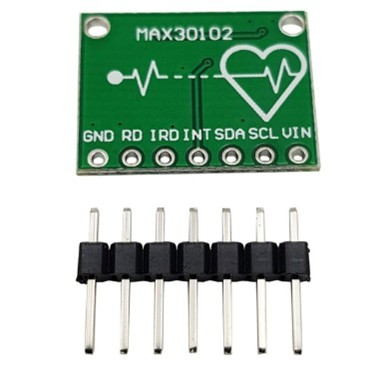 MAX30102
GND RD IRD INT SDA SCL VIN